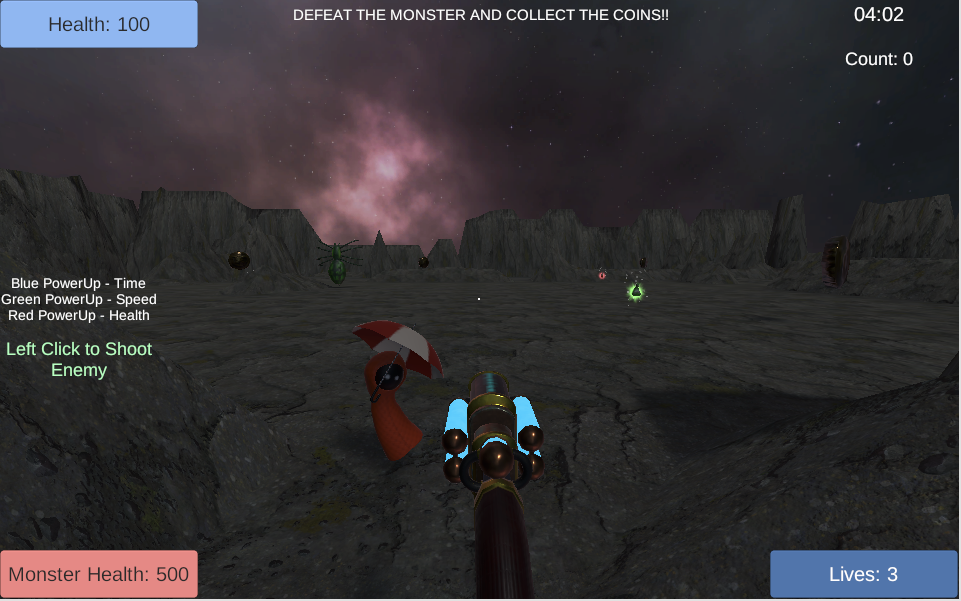 Health: 100
DEFEAT THE MONSTER AND COLLECT THE COINS!!
04:02
Count: 0
Blue PowerUp - Time
Green PowerUp - Speed
Red PowerUp - Health
Left Click to Shoot
Enemy
Monster Health: 500
Lives: 3